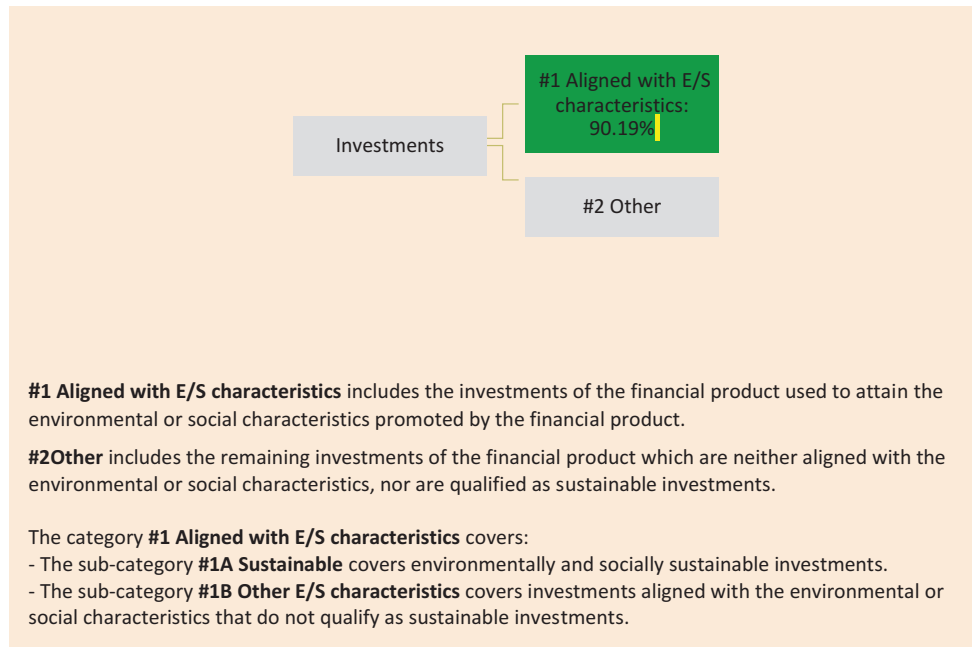 #1 Aligned with E/S
characteristics:
90.19%
Investments
#2 Other
#1 Aligned with E/S characteristics includes the investments of the financial product used to attain the
environmental or social characteristics promoted by the financial product.
#2Other includes the remaining investments of the financial product which are neither aligned with the
environmental or social characteristics, nor are qualified as sustainable investments.
The category #1 Aligned with E/S characteristics covers:
- The sub-category #1A Sustainable covers environmentally and socially sustainable investments.
- The sub-category #1B Other E/S characteristics covers investments aligned with the environmental or
social characteristics that do not qualify as sustainable investments.